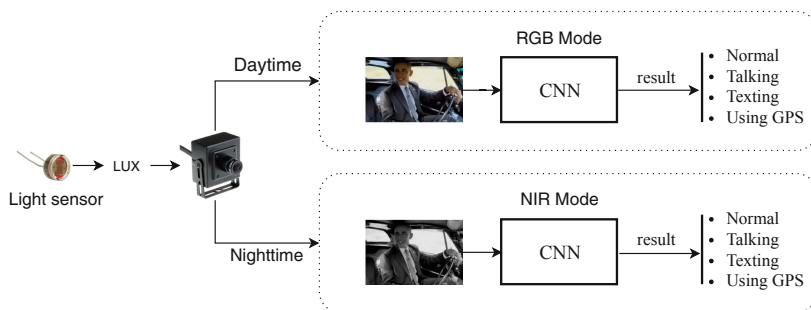 Light sensor
LUX
Daytime
Nighttime
RGB Mode
CNN
result
• Normal
• Talking
• Texting
• Using GPS
NIR Mode
CNN
result
• Normal
• Talking
• Texting
• Using GPS